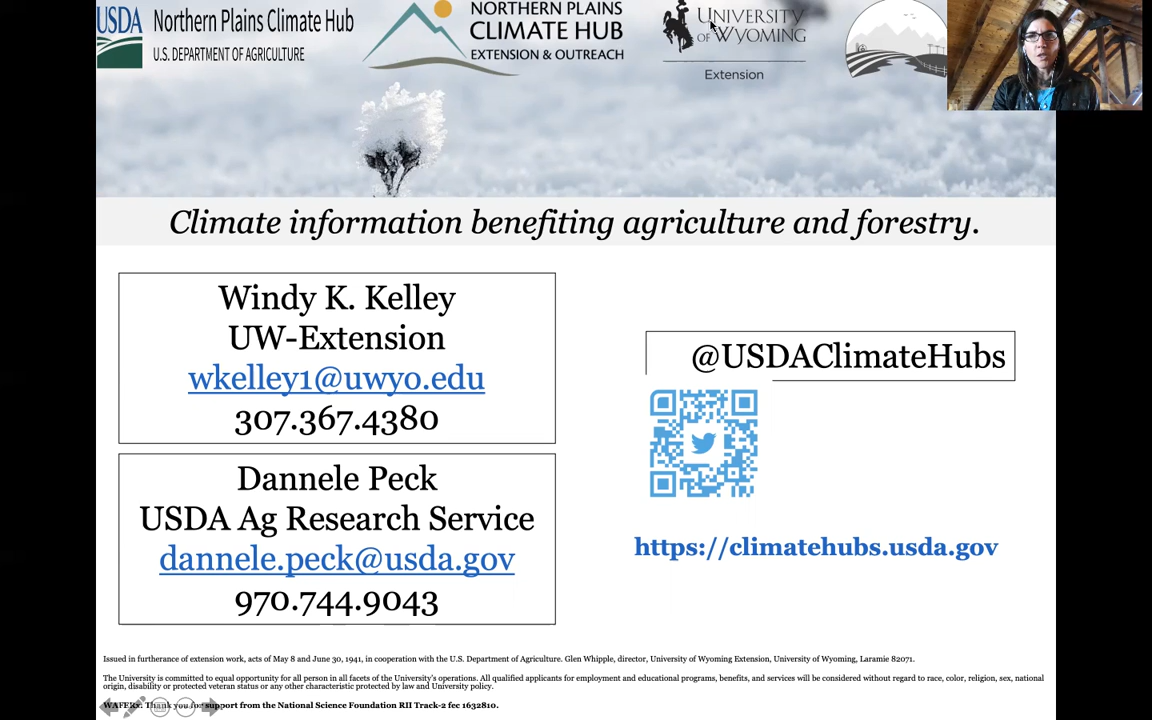 USDA Northern Plains Climate Hub
U.S. DEPARTMENT OF AGRICULTURE
NORTHERN PLAINS
CLIMATE HUB
EXTENSION & OUTREACH
UNIVERSITY
OF WYOMING
Extension
Climate information benefiting agriculture and forestry.
Windy K. Kelley
UW-Extension
wkelley1@uwyo.edu
307.367.4380
Dannele Peck
USDA Ag Research Service
dannele.peck@usda.gov
970.744.9043
@USDAClimateHubs
https://climatehubs.usda.gov
Issued in furtherance of extension work, acts of May 8 and June 30, 1941, in cooperation with the U.S. Department of Agriculture. Glen Whipple, director, University of Wyoming Extension, University of Wyoming, Laramie 82071.
The University is committed to equal opportunity for all person in all facets of the University's operations. All qualified applicants for employment and educational programs, benefits, and services will be considered without regard to race, color, religion, sex, national
origin, disability or protected veteran status or any other characteristic protected by law and University policy.
Thank you for support from the National Science Foundation RII Track-2 fec 1632810.